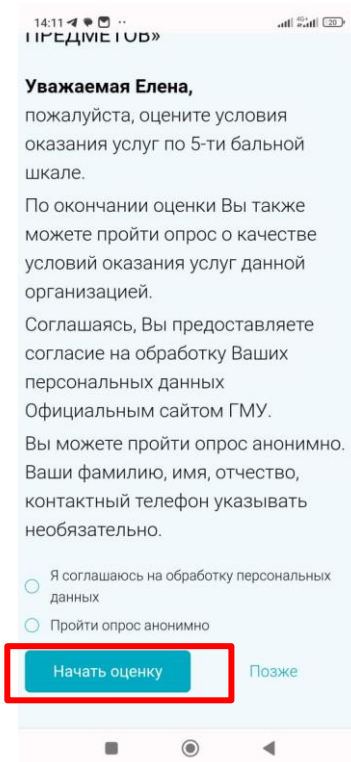 14:11
ПРЕДМЕТОВ»
Уважаемая Елена,
пожалуйста, оцените условия
оказания услуг по 5-ти бальной
шкале.
По окончании оценки Вы также
можете пройти опрос о качестве
условий оказания услуг данной
организацией.
Соглашаясь, Вы предоставляете
согласие на обработку Ваших
персональных данных
Официальным сайтом ГМУ.
Вы можете пройти опрос анонимно.
Ваши фамилию, имя, отчество,
контактный телефон указывать
необязательно.
Я соглашаюсь на обработку персональных
данных
Пройти опрос анонимно
Начать оценку Позже